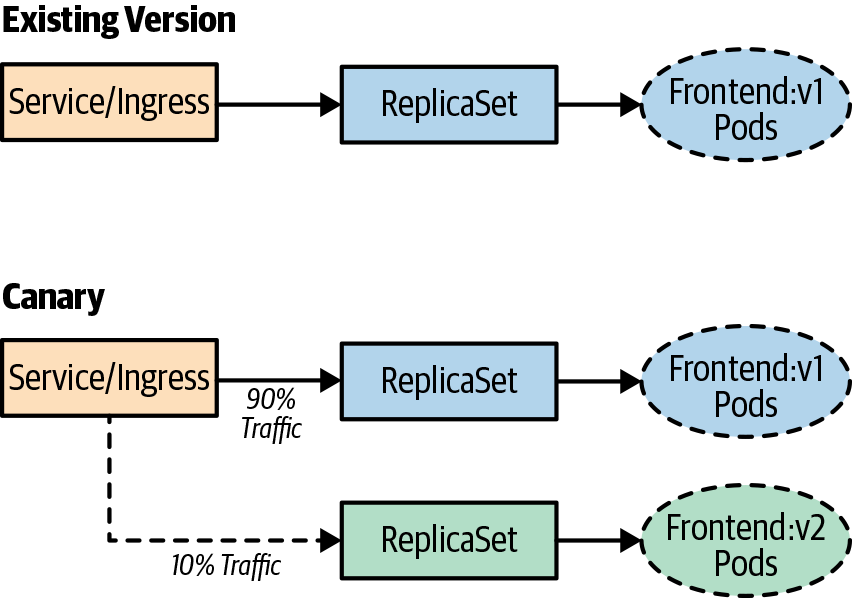 Existing Version
Service/Ingress
ReplicaSet
Frontend:v1
Pods
Canary
Service/Ingress
90%
Traffic
ReplicaSet
Frontend:v1
Pods
10% Traffic
ReplicaSet
Frontend:v2
Pods